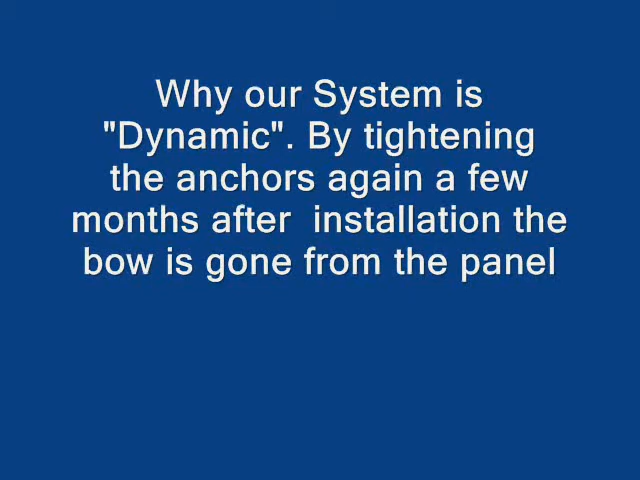 Why our System is
"Dynamic". By tightening
the anchors again a few
months after  installation the
bow is gone from the panel